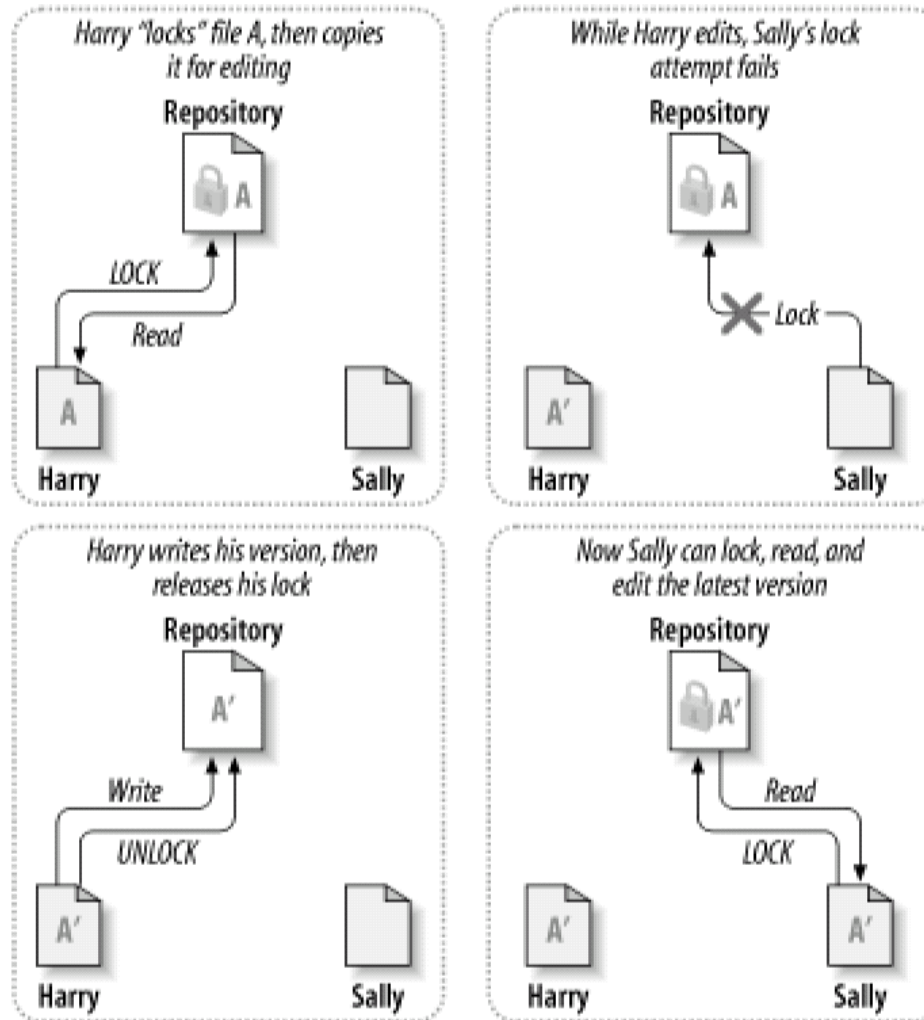 Harry “locks” file A, then copies
it for editing
Repository
A
LOCK
Read
A
Harry
Sally
While Harry edits, Sally’s lock
attempt fails
Repository
A
Lock
A’
Harry
Sally
Harry writes his version, then
releases his lock
Repository
A’
Write
UNLOCK
A’
Harry
Sally
Now Sally can lock, read, and
edit the latest version
Repository
A’
Read
LOCK
A’
A’
Harry
Sally